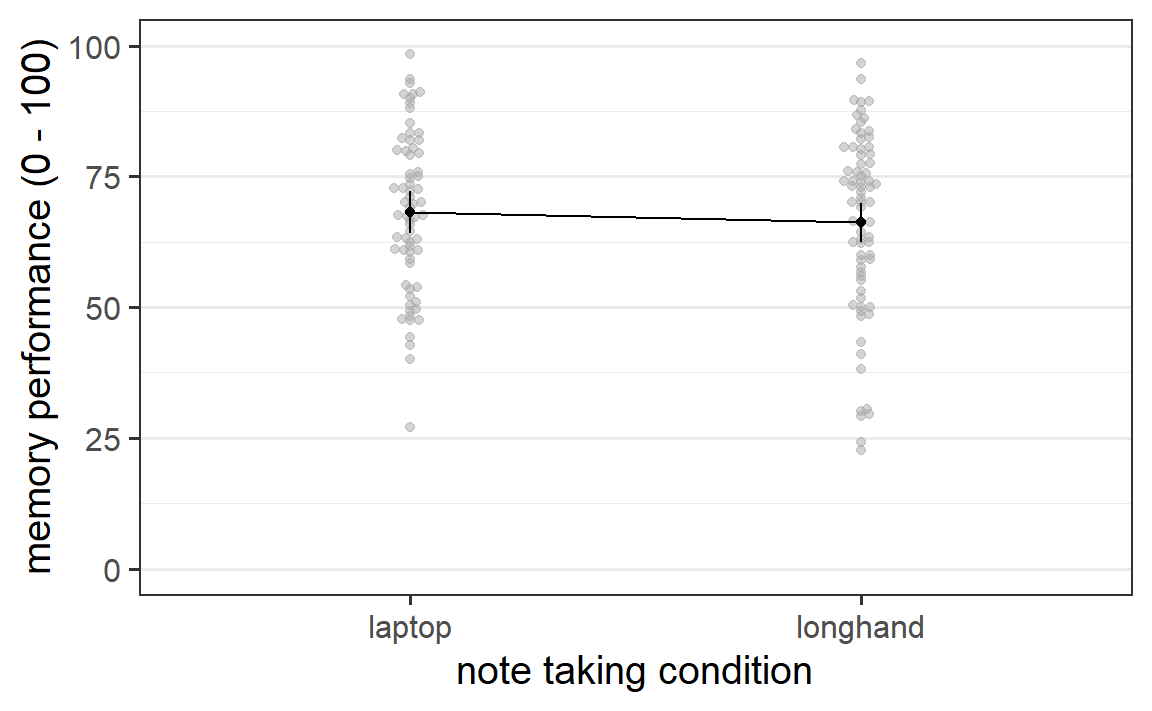 memory performance (0 - 100)
100
75
50
25
0
laptop longhand
note taking condition